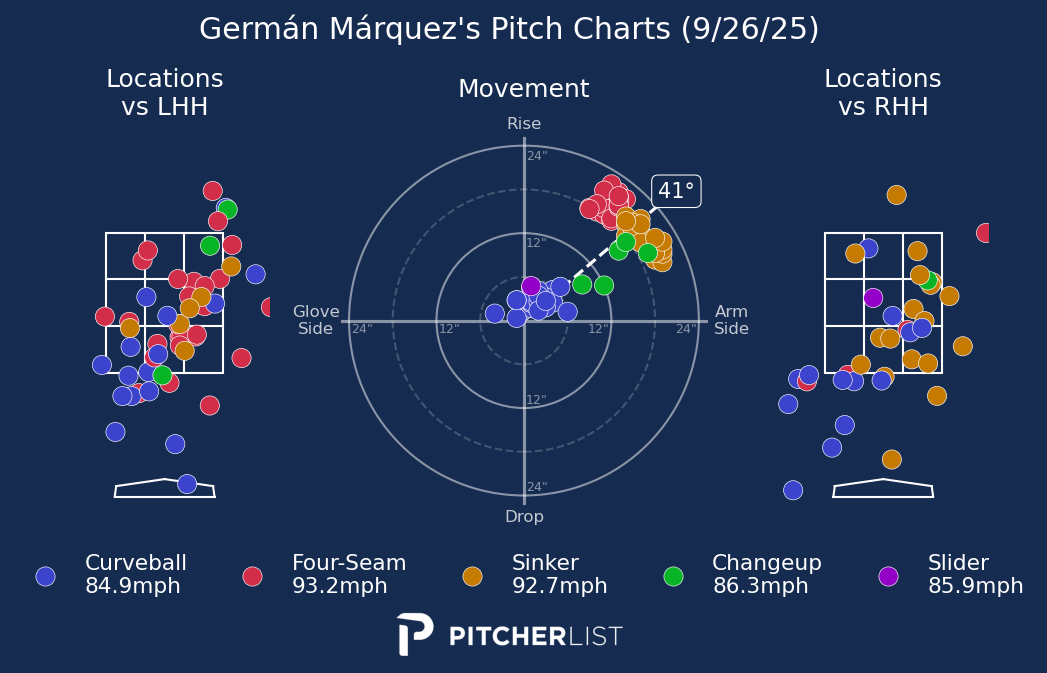 Germán Márquez's Pitch Charts (9/26/25)
Locations
vs LHH
Movement
Locations
vs RHH
Rise
24"
41°
12"
Glove
Side
24"
12"
12"
24"
Arm
Side
12"
24"
Drop
Curveball
84.9mph
Four-Seam
93.2mph
Sinker
92.7mph
Changeup
86.3mph
Slider
85.9mph
PITCHERLIST